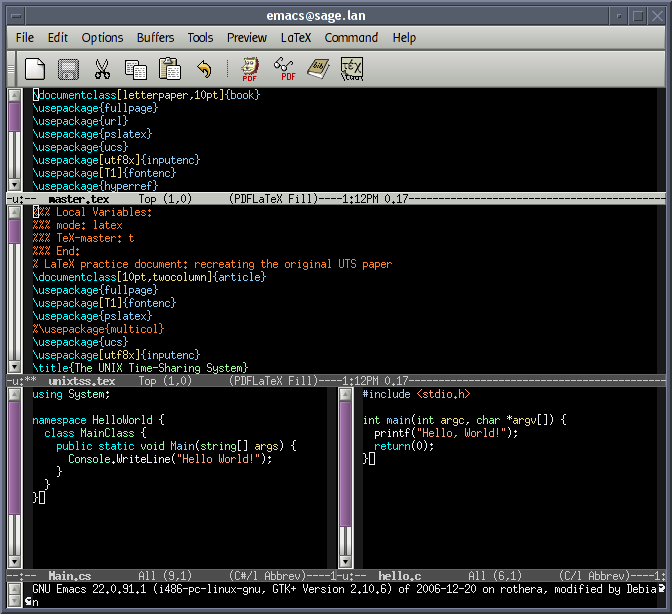 emacs@sage.lan
File Edit Options Buffers Tools Preview LaTeX Command Help
PDF PDF bib TEX
\documentclass[letterpaper,10pt]{book}
\usepackage{fullpage}
\usepackage{url}
\usepackage{pslatex}
\usepackage{ucs}
\usepackage[utf8x]{inputenc}
\usepackage[T1]{fontenc}
\usepackage{hyperref}
-u:-- master.tex Top (1,0) (PDFLaTeX Fill)----1:12PM 0.17
%%% Local Variables:
%%% mode: latex
%%% TeX-master: t
%%% End:
% LaTeX practice document: recreating the original UTS paper
\documentclass[10pt,twocolumn]{article}
\usepackage{fullpage}
\usepackage[T1]{fontenc}
\usepackage{pslatex}
%\usepackage{multicol}
\usepackage{ucs}
\usepackage[utf8x]{inputenc}
\title{The UNIX Time-Sharing System}
-u:** unixtss.tex Top (1,0) (PDFLaTeX Fill)----1:12PM 0.17
using System;
namespace HelloWorld {
class MainClass {
public static void Main(string[] args) {
Console.WriteLine("Hello World!");
}
}
}
--:-- Main.cs All (9,1) (C#/l Abbrev)----1
#include <stdio.h>
int main(int argc, char *argv[]) {
printf("Hello, World!");
return(0);
}
-u:-- hello.c All (6,1) (C/l Abbrev)----1
GNU Emacs 22.0.91.1 (i486-pc-linux-gnu, GTK+ Version 2.10.6) of 2006-12-20 on rothera, modified by Debia
n